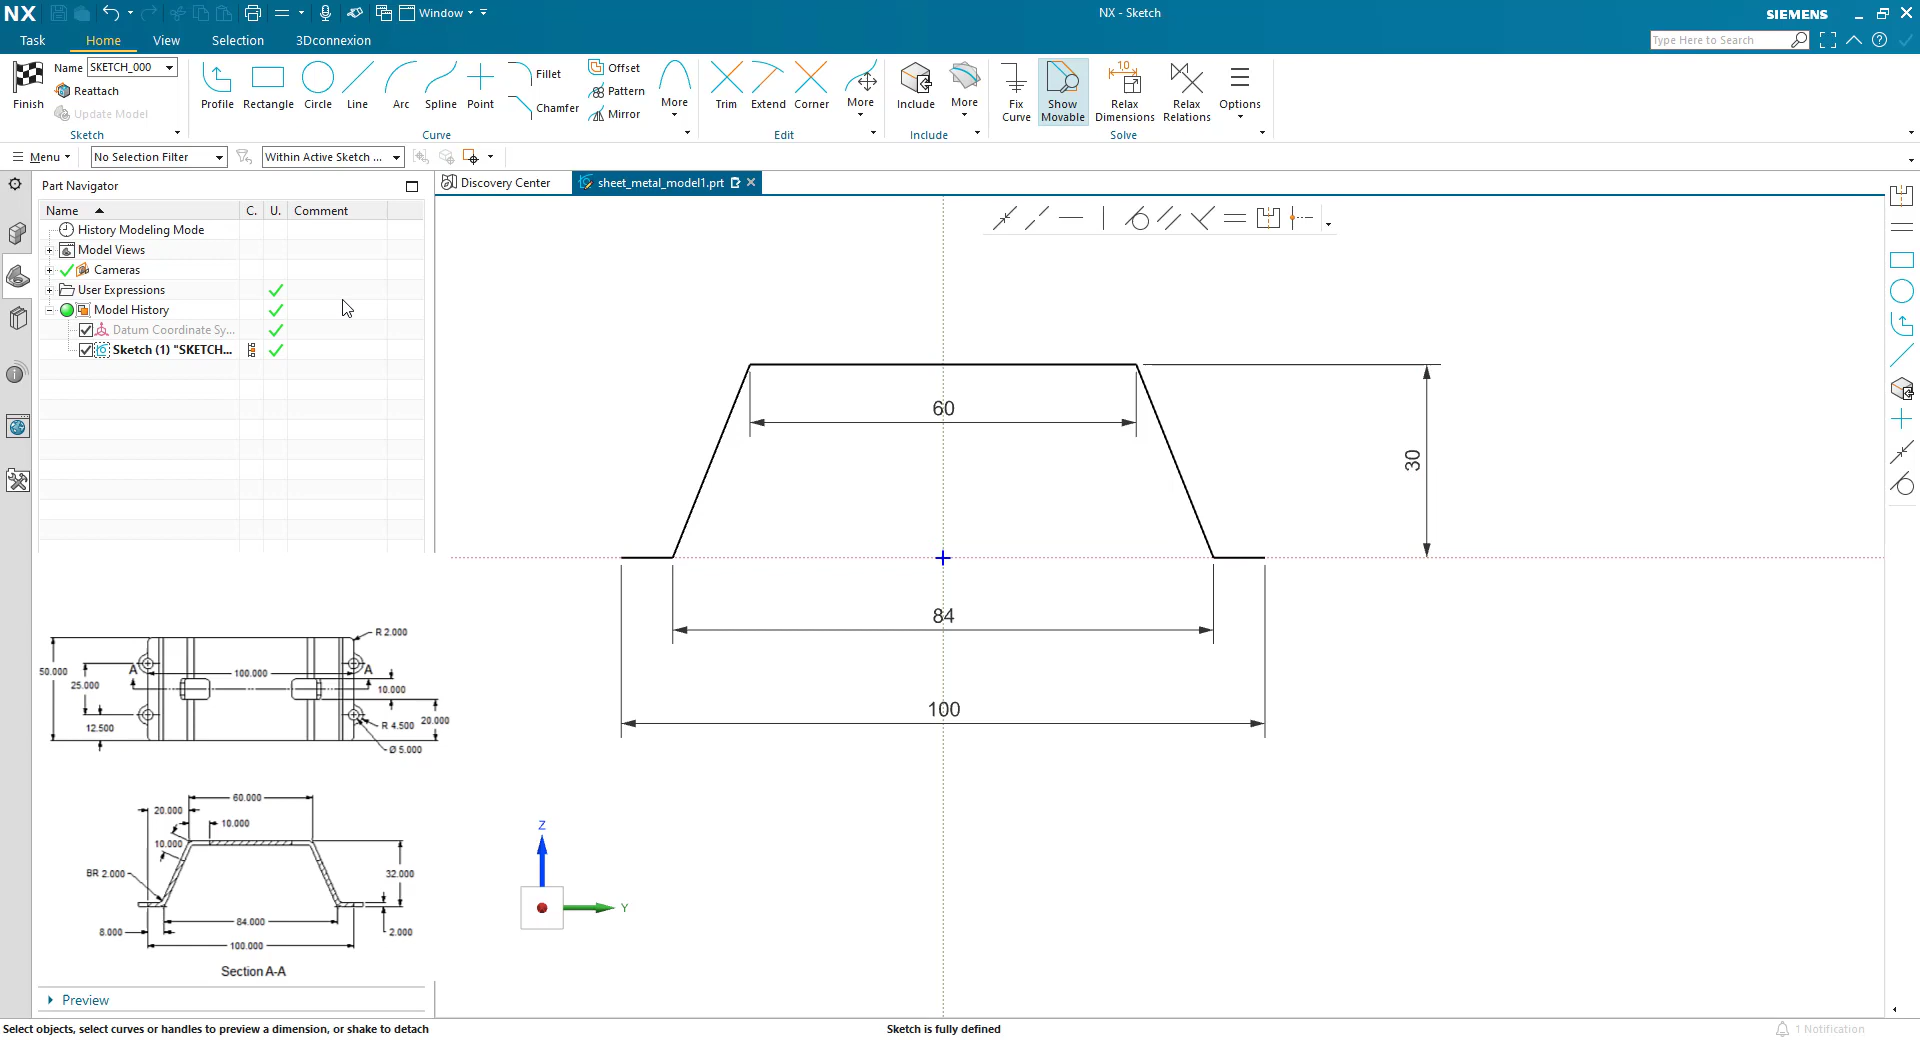 NX
Window
NX - Sketch
SIEMENS
Task
Home
View
Selection
3Dconnexion
Type Here to Search
Finish
Name
SKETCH_000
Reattach
Update Model
Sketch
Profile
Rectangle
Circle
Line
Arc
Spline
Point
Fillet
Chamfer
Offset
Pattern
Mirror
More
Curve
Trim
Extend
Corner
More
Edit
Include
More
Include
Fix
Curve
Show
Movable
Relax
Dimensions
Relax
Relations
Options
Solve
Menu
No Selection Filter
Within Active Sketch ...
Part Navigator
Discovery Center
sheet_metal_model1.prt
Name
C.
U.
Comment
History Modeling Mode
Model Views
Cameras
User Expressions
Model History
Datum Coordinate Sy...
Sketch (1) "SKETCH...
60
30
84
100
Z
Y
R 2.000
50.000
A
A
100.000
25.000
10.000
12.500
R 4.500
20.000
Ø 5.000
60.000
20.000
10.000
10.000
BR 2.000
32.000
84.000
8.000
2.000
100.000
Section A-A
Preview
Select objects, select curves or handles to preview a dimension, or shake to detach
Sketch is fully defined
1 Notification